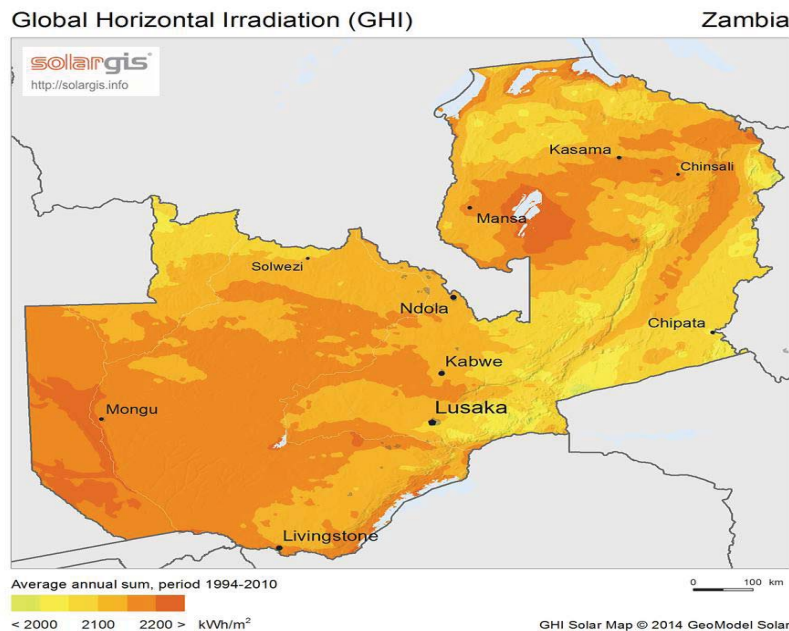 Global Horizontal Irradiation (GHI)
Zambia
solargis
http://solargis.info
Kasama
Chinsali
Mansa
Solwezi
Ndola
Chipata
Kabwe
Lusaka
Mongu
Livingstone
Average annual sum, period 1994-2010
0 100 km
< 2000 2100 2200 > kWh/m²
GHI Solar Map © 2014 GeoModel Solar